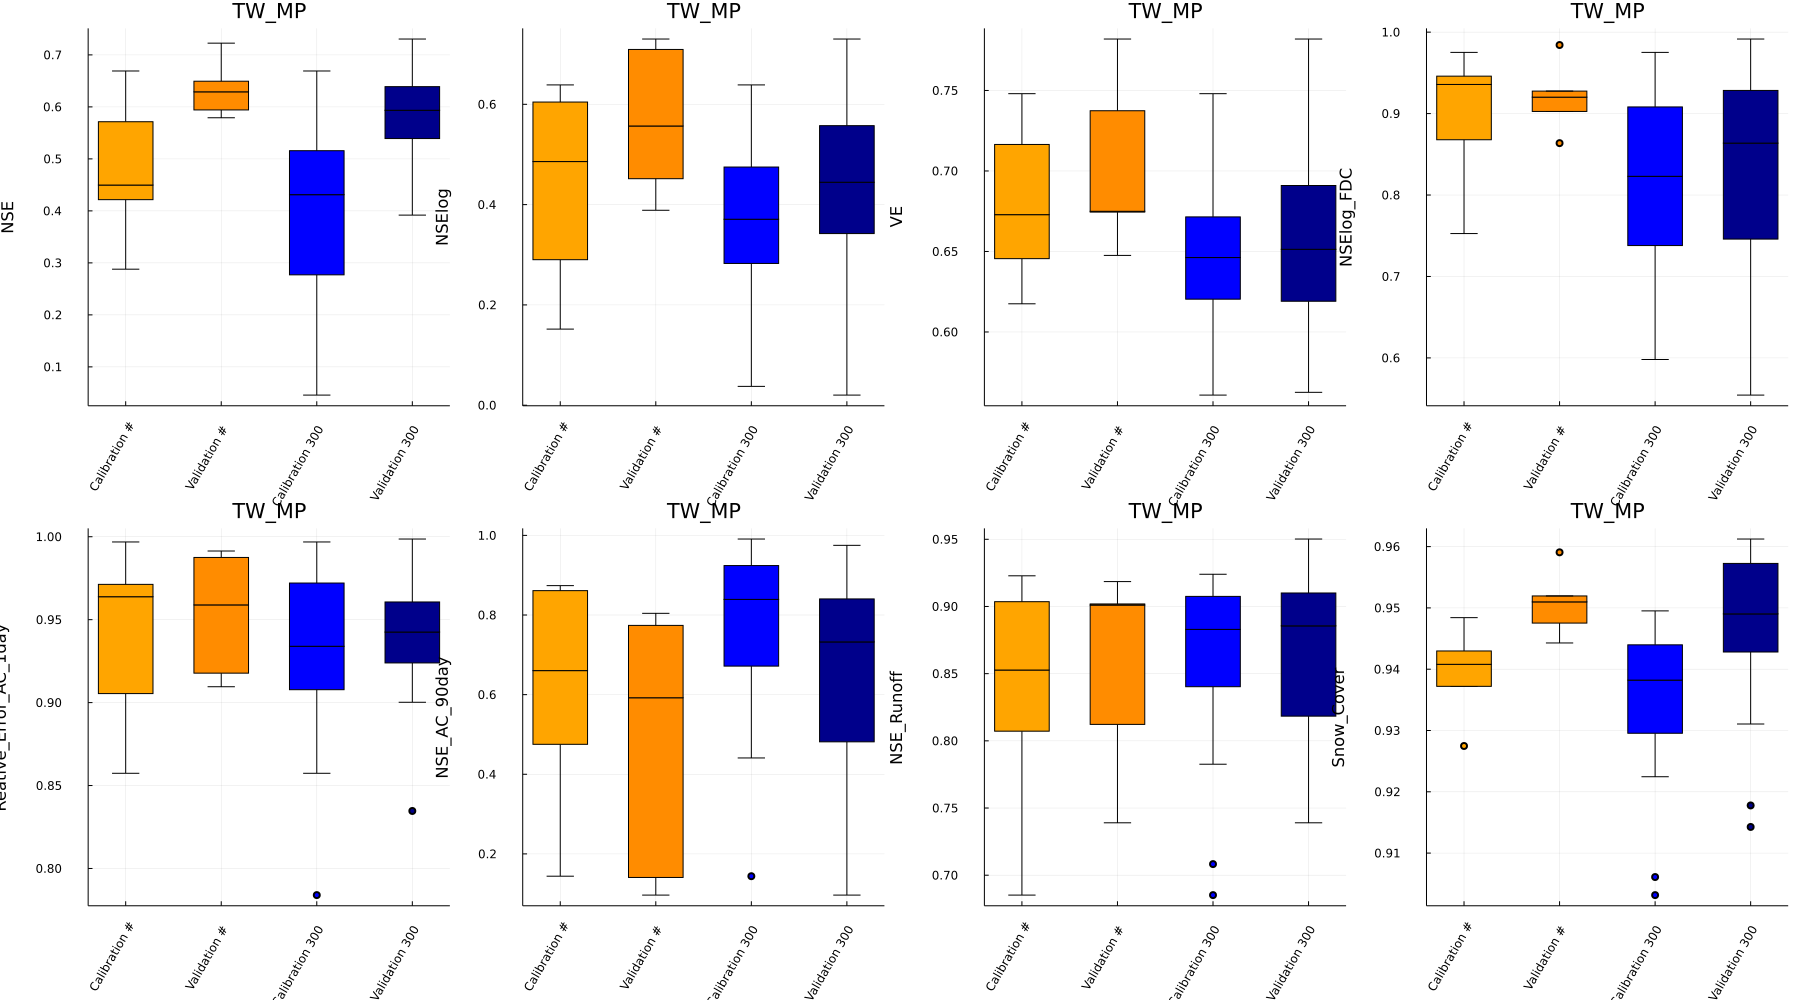 TW_MP
TW_MP
TW_MP
TW_MP
NSE
0.7
0.6
0.5
0.4
0.3
0.2
0.1
Calibration #
Validation #
Calibration 300
Validation 300
NSElog
0.6
0.4
0.2
0.0
Calibration #
Validation #
Calibration 300
Validation 300
VE
0.75
0.70
0.65
0.60
Calibration #
Validation #
Calibration 300
Validation 300
NSElog_FDC
1.0
0.9
0.8
0.7
0.6
Calibration #
Validation #
Calibration 300
Validation 300
TW_MP
TW_MP
TW_MP
TW_MP
Reative_Error_AC_1day
1.00
0.95
0.90
0.85
0.80
Calibration #
Validation #
Calibration 300
Validation 300
NSE_AC_90day
1.0
0.8
0.6
0.4
0.2
Calibration #
Validation #
Calibration 300
Validation 300
NSE_Runoff
0.95
0.90
0.85
0.80
0.75
0.70
Calibration #
Validation #
Calibration 300
Validation 300
Snow_Cover
0.96
0.95
0.94
0.93
0.92
0.91
Calibration #
Validation #
Calibration 300
Validation 300